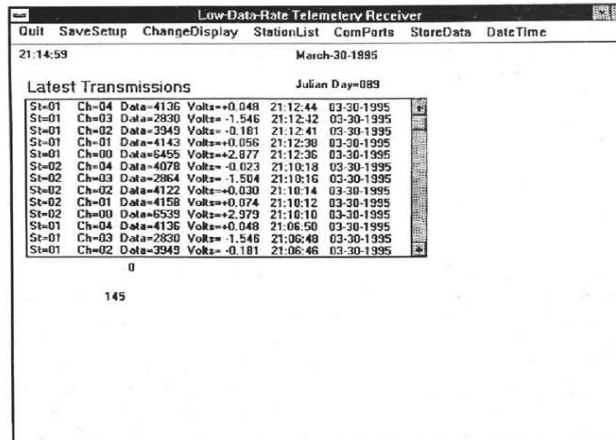 Low-Data-Rate Telemetery Receiver
Quit SaveSetup ChangeDisplay StationList ComPorts StoreData DateTime
21:14:59 March-30-1995
Latest Transmissions Julian Day=089
St=01 Ch=04 Data=4136 Volts=+0.048 21:12:44 03-30-1995
St=01 Ch=03 Data=2830 Volts= -1.546 21:12:42 03-30-1995
St=01 Ch=02 Data=3949 Volts= -0.181 21:12:41 03-30-1995
St=01 Ch=01 Data=4143 Volts=+0.056 21:12:38 03-30-1995
St=01 Ch=00 Data=6455 Volts=+2.877 21:12:36 03-30-1995
St=02 Ch=04 Data=4078 Volts= -0.023 21:10:18 03-30-1995
St=02 Ch=03 Data=2864 Volts= -1.504 21:10:16 03-30-1995
St=02 Ch=02 Data=4122 Volts=+0.030 21:10:14 03-30-1995
St=02 Ch=01 Data=4158 Volts=+0.074 21:10:12 03-30-1995
St=02 Ch=00 Data=6539 Volts=+2.979 21:10:10 03-30-1995
St=01 Ch=04 Data=4136 Volts=+0.048 21:06:50 03-30-1995
St=01 Ch=03 Data=2830 Volts= -1.546 21:06:48 03-30-1995
St=01 Ch=02 Data=3949 Volts= -0.181 21:06:46 03-30-1995
0
145